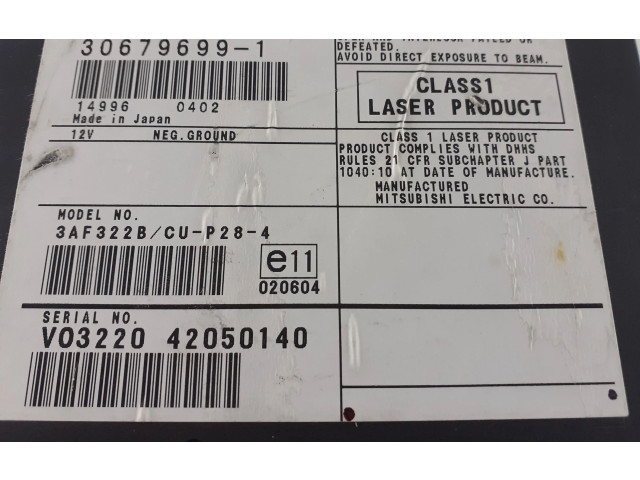 30679699-1
14996 0402
Made in Japan
12V NEG.GROUND
MODEL NO.
3AF322B/CU-P28-4
e11
020604
SERIAL NO.
VO3220 42050140
DEFEATED.
AVOID DIRECT EXPOSURE TO BEAM.
CLASS1
LASER PRODUCT
CLASS 1 LASER PRODUCT
PRODUCT COMPLIES WITH DHHS
RULES 21 CFR SUBCHAPTER J PART
1040:10 AT DATE OF MANUFACTURE.
MANUFACTURED
MITSUBISHI ELECTRIC CO.